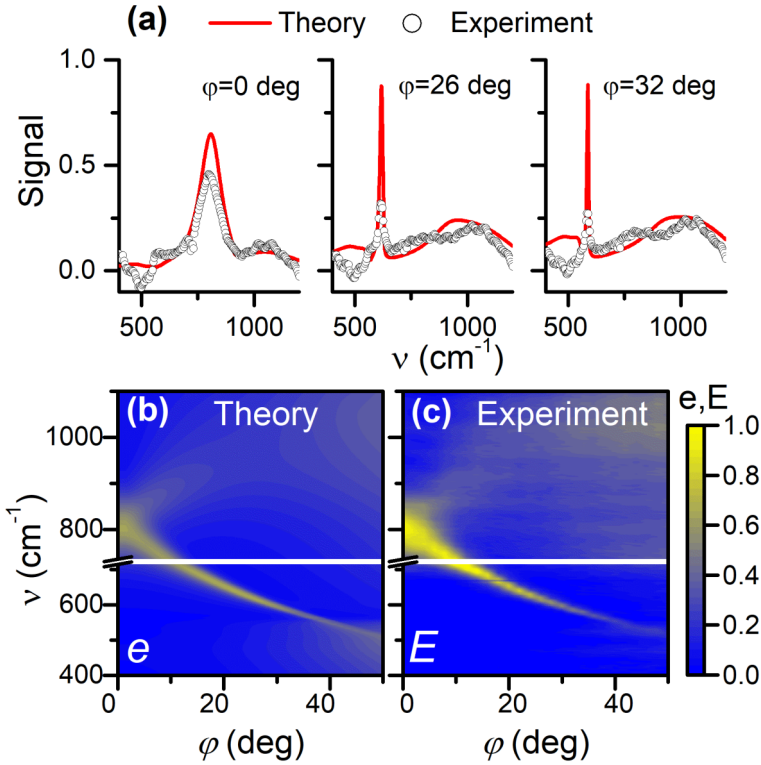 (a) Theory Experiment
φ=0 deg φ=26 deg φ=32 deg
1.0
0.5
0.0
Signal
500 1000 500 1000 500 1000
ν (cm⁻¹)
(b) Theory (c) Experiment e,E
1000
800
600
400
ν (cm⁻¹)
e E
1.0
0.8
0.6
0.4
0.2
0.0
0 20 40 0 20 40
φ (deg) φ (deg)